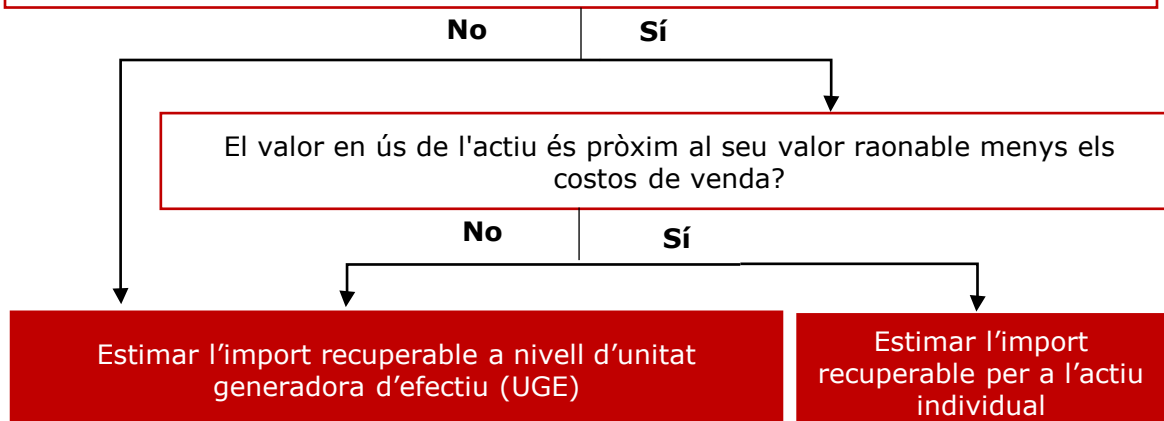 No
Sí
El valor en ús de l'actiu és pròxim al seu valor raonable menys els
costos de venda?
No
Sí
Estimar l’import recuperable a nivell d’unitat
generadora d’efectiu (UGE)
Estimar l’import
recuperable per a l’actiu
individual